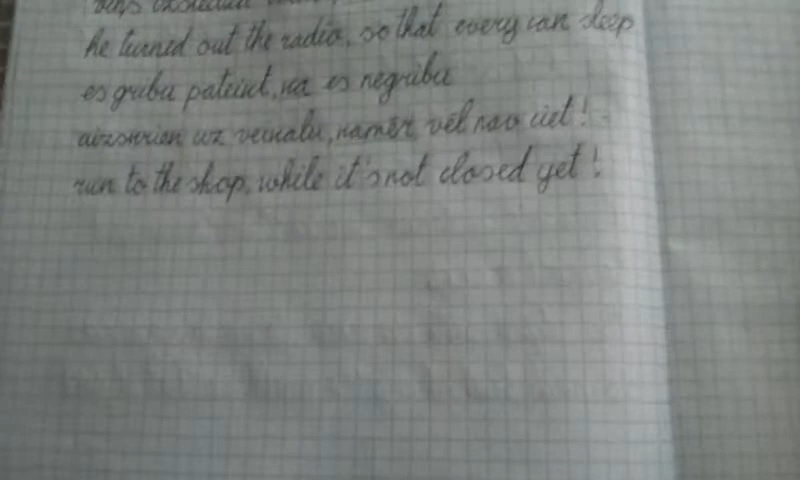 he turned out the radio, so that every can sleep
es gribu pateikt, ka es negribu
aizskrien uz veikalu, kamēr vēl nav ciet!
run to the shop, while it's not closed yet!